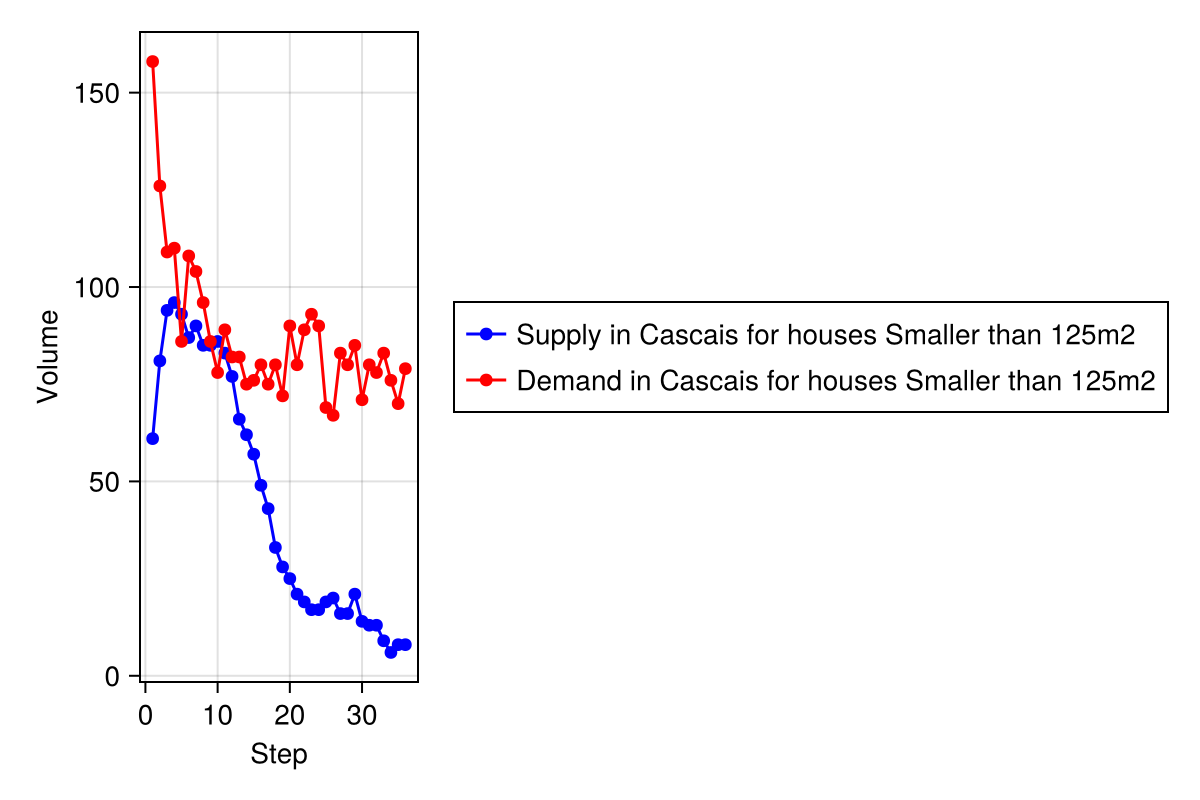 150
100
50
0
Volume
0 10 20 30
Step
Supply in Cascais for houses Smaller than 125m2
Demand in Cascais for houses Smaller than 125m2